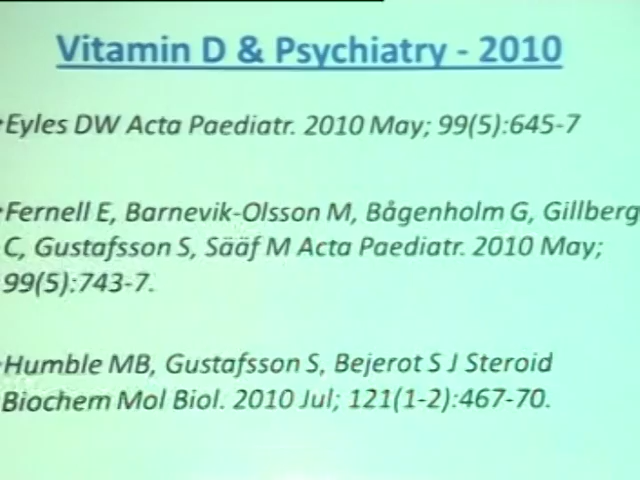 Vitamin D & Psychiatry - 2010
•Eyles DW Acta Paediatr. 2010 May; 99(5):645-7
•Fernell E, Barnevik-Olsson M, Bågenholm G, Gillberg
C, Gustafsson S, Sääf M Acta Paediatr. 2010 May;
99(5):743-7.
•Humble MB, Gustafsson S, Bejerot S J Steroid
Biochem Mol Biol. 2010 Jul; 121(1-2):467-70.